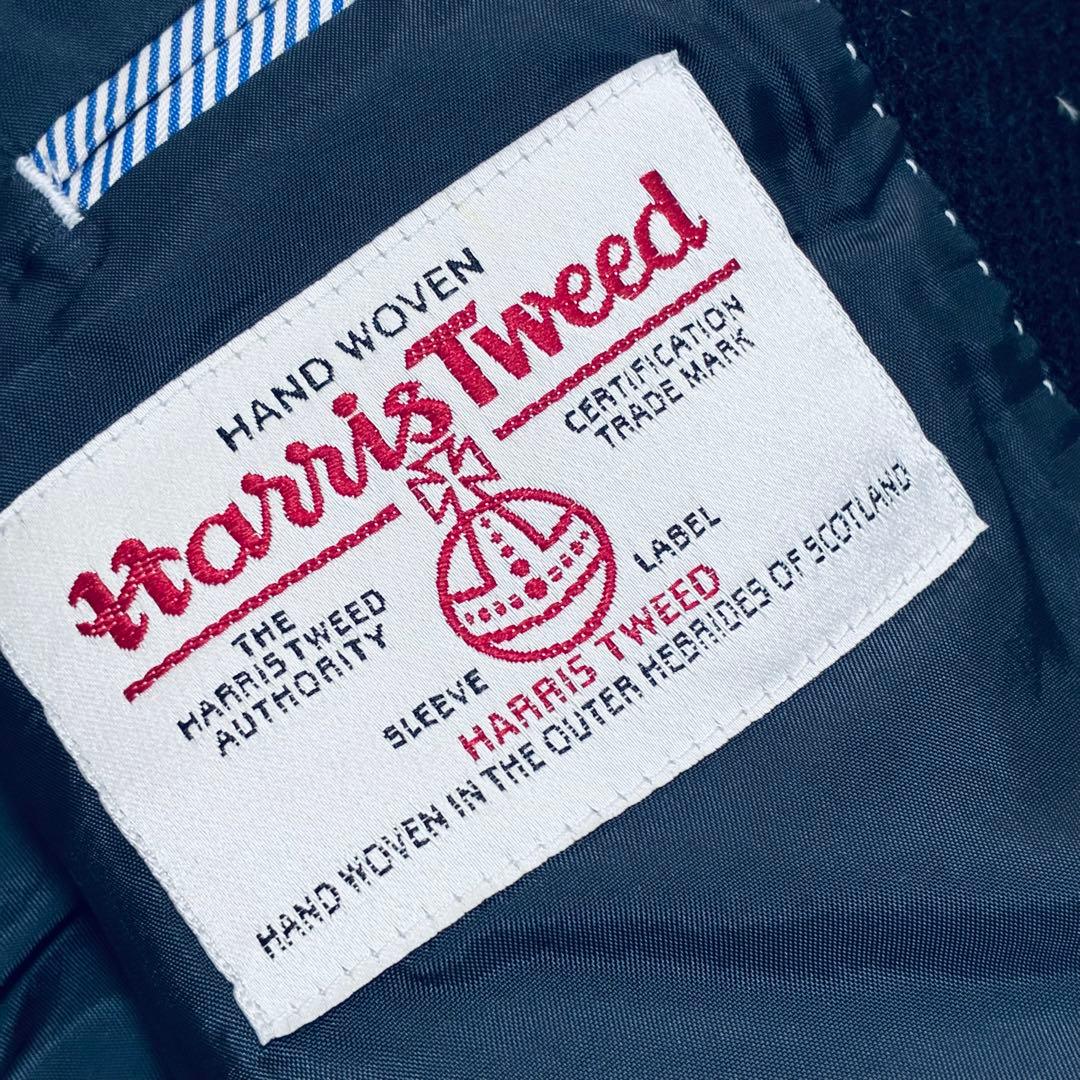 HAND WOVEN
Harris Tweed
THE
HARRIS TWEED
AUTHORITY
CERTIFICATION
TRADE MARK
SLEEVE LABEL
HARRIS TWEED
HAND WOVEN IN THE OUTER HEBRIDES OF SCOTLAND